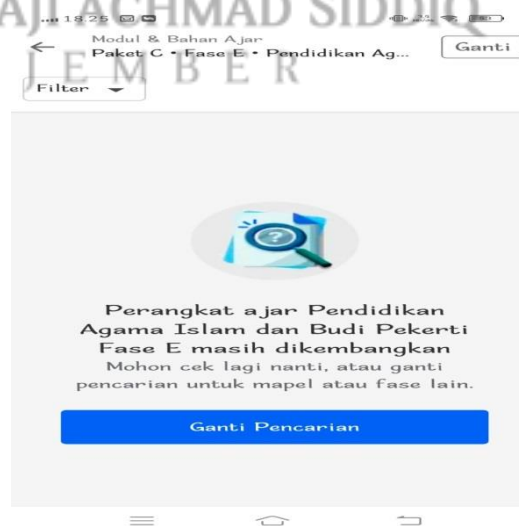 AJI ACHMAD SIDDIQ
18.25
JEMBER
Modul & Bahan Ajar
Paket C • Fase E • Pendidikan Ag...
Ganti
Filter
Perangkat ajar Pendidikan
Agama Islam dan Budi Pekerti
Fase E masih dikembangkan
Mohon cek lagi nanti, atau ganti
pencarian untuk mapel atau fase lain.
Ganti Pencarian